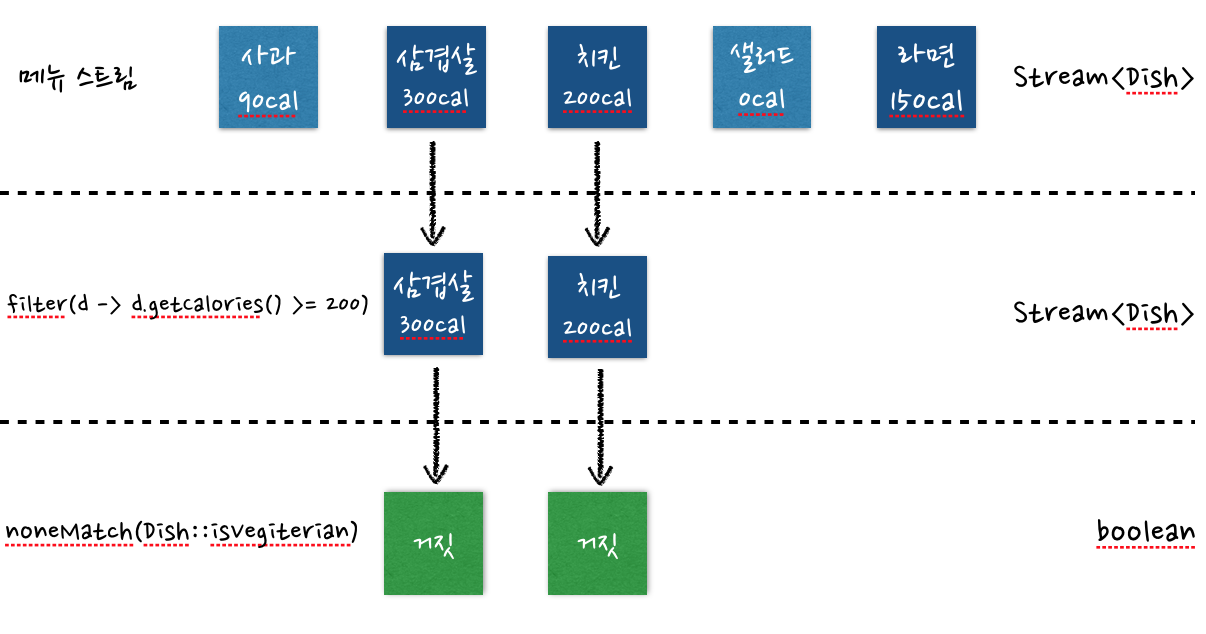 메뉴 스트림
사과
90cal
삼겹살
300cal
치킨
200cal
샐러드
0cal
라면
150cal
Stream<Dish>
filter(d -> d.getcalories() >= 200)
삼겹살
300cal
치킨
200cal
Stream<Dish>
noneMatch(Dish::isVegiterian)
거짓
거짓
boolean